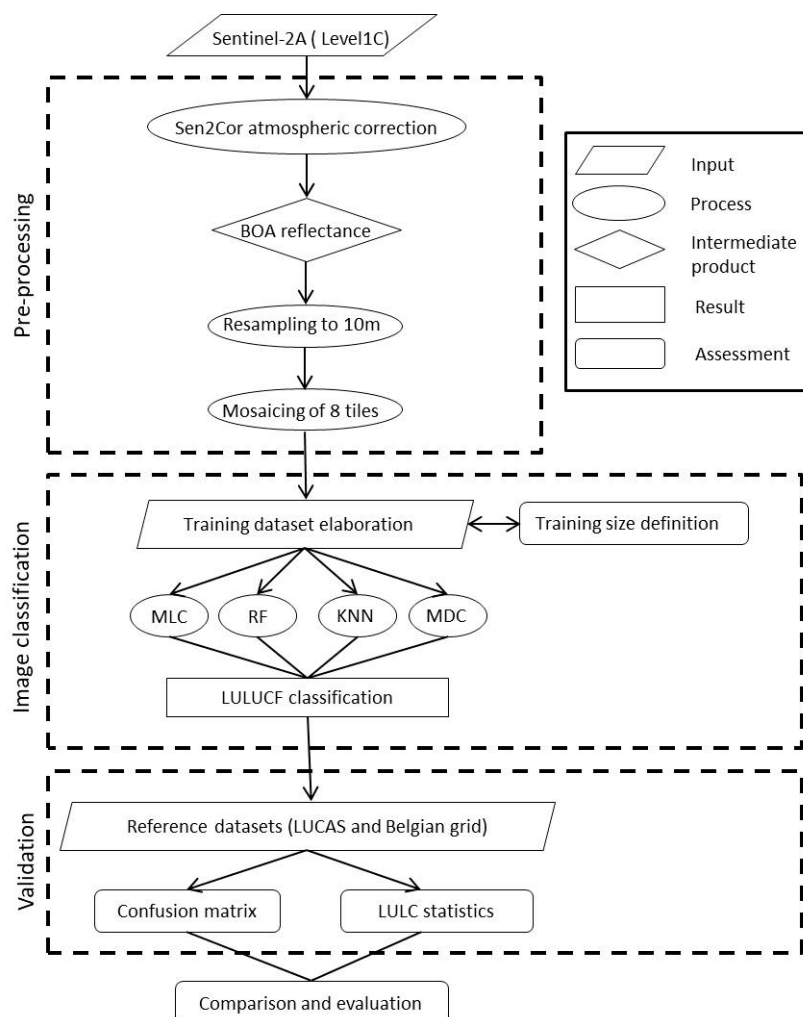 Sentinel-2A ( Level1C)
Pre-processing
Sen2Cor atmospheric correction
BOA reflectance
Resampling to 10m
Mosaicing of 8 tiles
Input
Process
Intermediate
product
Result
Assessment
Image classification
Training dataset elaboration
Training size definition
MLC
RF
KNN
MDC
LULUCF classification
Validation
Reference datasets (LUCAS and Belgian grid)
Confusion matrix
LULC statistics
Comparison and evaluation